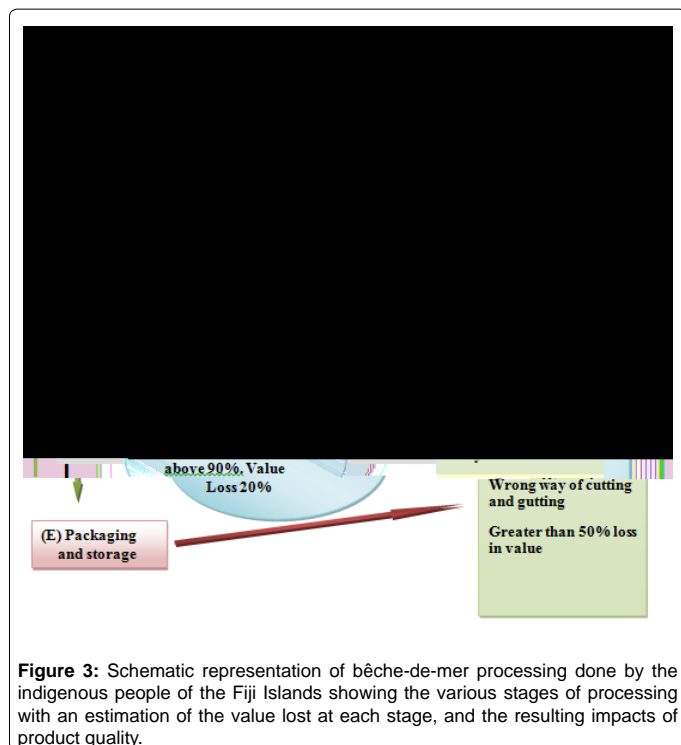 above 90%. Value
Loss 20%
Wrong way of cutting
and gutting
Greater than 50% loss
in value
(E) Packaging
and storage
Figure 3: Schematic representation of bêche-de-mer processing done by the
indigenous people of the Fiji Islands showing the various stages of processing
with an estimation of the value lost at each stage, and the resulting impacts of
product quality.